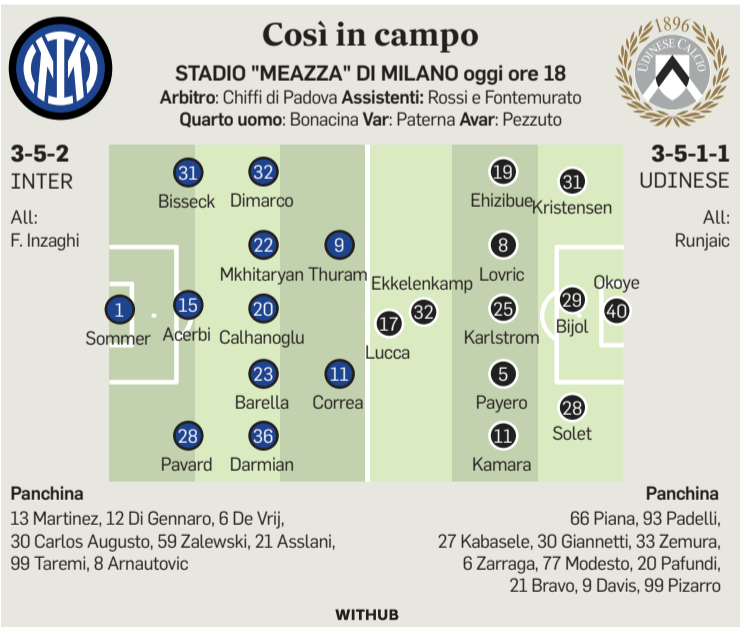 1896
UDINESE CALCIO
Così in campo
STADIO "MEAZZA" DI MILANO oggi ore 18
Arbitro: Chiffi di Padova Assistenti: Rossi e Fontemurato
Quarto uomo: Bonacina Var: Paterna Avar: Pezzuto
3-5-2
INTER
All:
F. Inzaghi
3-5-1-1
UDINESE
All:
Runjaic
31
Bisseck
32
Dimarco
22
Mkhitaryan
9
Thuram
1
Sommer
15
Acerbi
20
Calhanoglu
23
Barella
11
Correa
28
Pavard
36
Darmian
19
Ehizibue
31
Kristensen
8
Lovric
Ekkelenkamp
32
17
Lucca
25
Karlstrom
29
Bijol
Okoye
40
5
Payero
28
Solet
11
Kamara
Panchina
13 Martinez, 12 Di Gennaro, 6 De Vrij,
30 Carlos Augusto, 59 Zalewski, 21 Asslani,
99 Taremi, 8 Arnautovic
Panchina
66 Piana, 93 Padelli,
27 Kabasele, 30 Giannetti, 33 Zemura,
6 Zarraga, 77 Modesto, 20 Pafundi,
21 Bravo, 9 Davis, 99 Pizarro
WITHUB